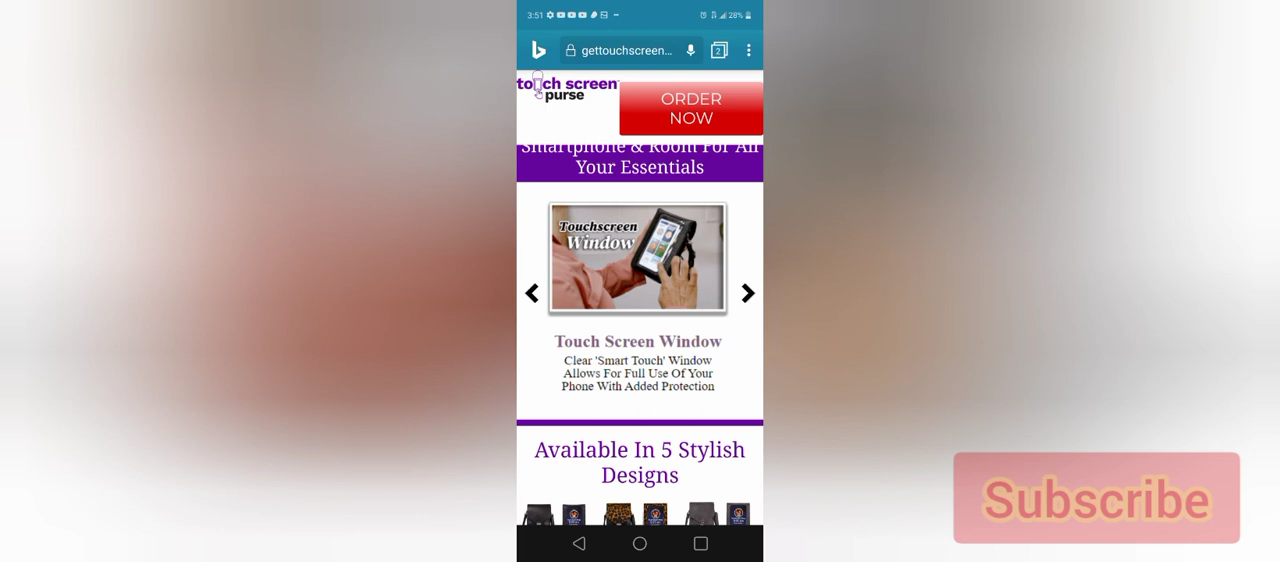 3:51
28%
gettouchscreen...
2
touch screen
purse
ORDER
NOW
Smartphone & Room For All
Your Essentials
Touchscreen
Window
Touch Screen Window
Clear 'Smart Touch' Window
Allows For Full Use Of Your
Phone With Added Protection
Available In 5 Stylish
Designs
Subscribe